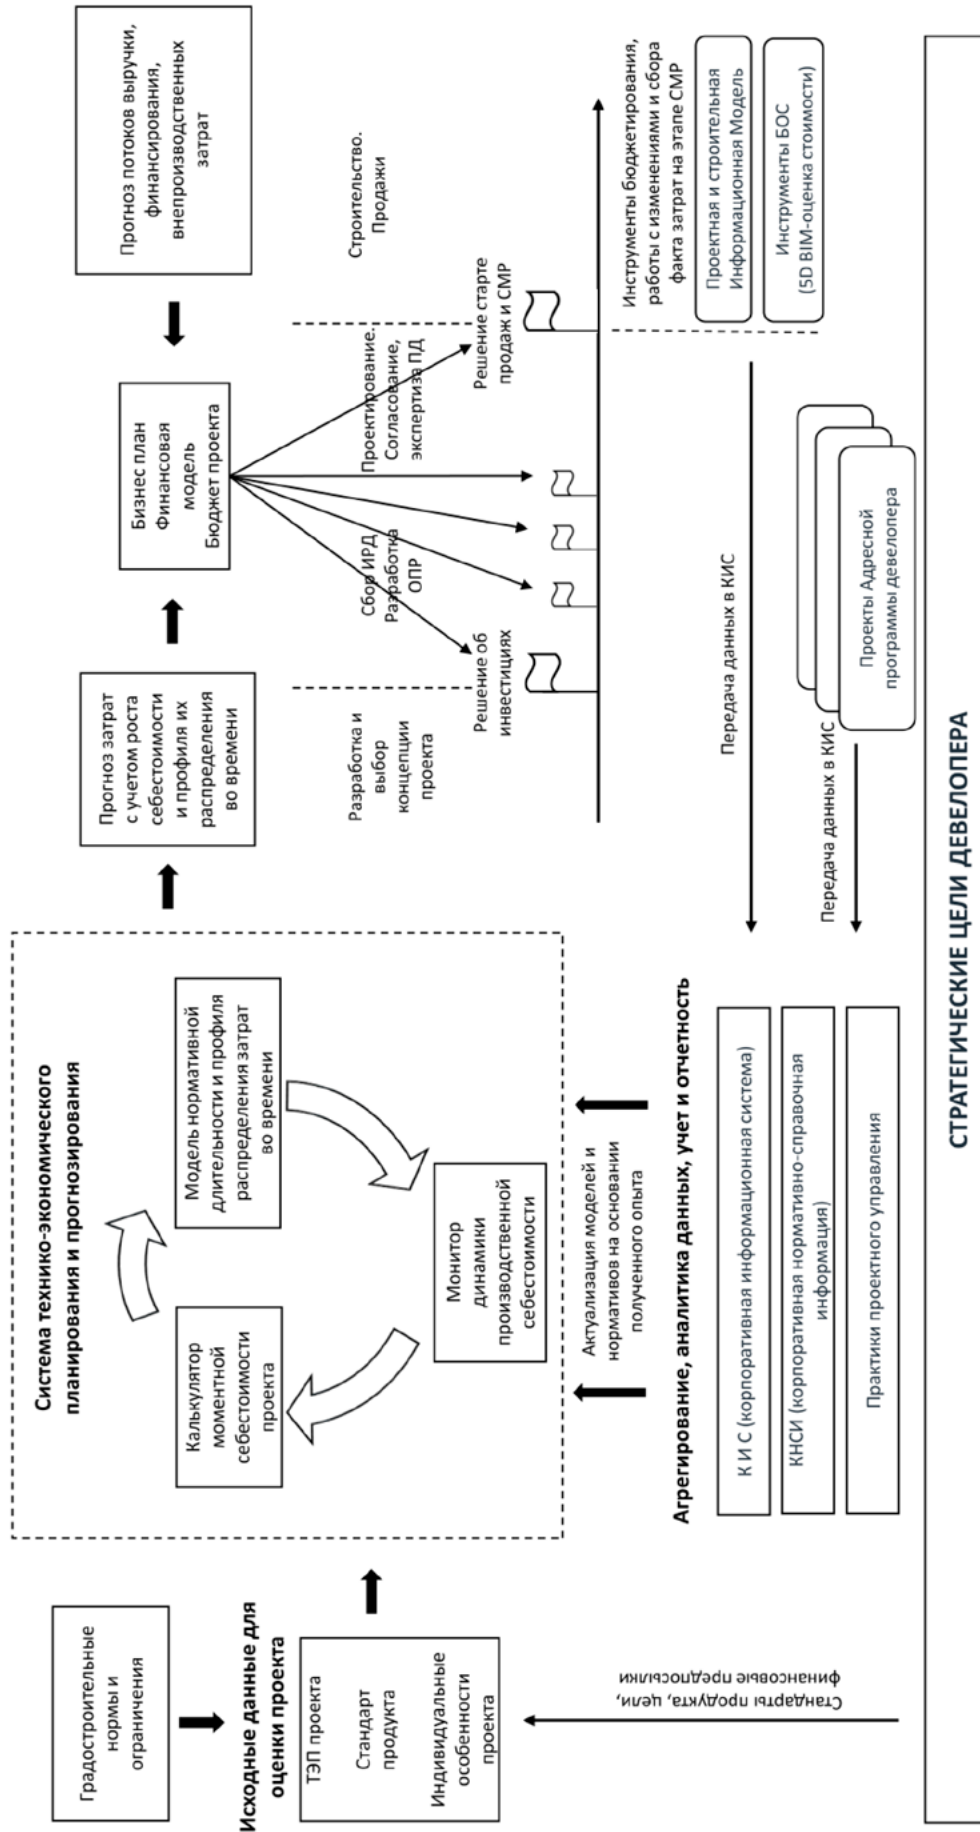 Градостроительные
нормы и
ограничения
Исходные данные для
оценки проекта
ТЭП проекта
Стандарт
продукта
Индивидуальные
особенности
проекта
Стандарты продукта, цели,
финансовые предпосылки
Система технико-экономического
планирования и прогнозирования
Калькулятор
моментной
себестоимости
проекта
Модель нормативной
длительности и профиля
распределения затрат
во времени
Монитор
динамики
производственной
себестоимости
Актуализация моделей и
нормативов на основании
полученного опыта
Агрегирование, аналитика данных, учет и отчетность
К И С (корпоративная информационная система)
КНСИ (корпоративная нормативно-справочная
информация)
Практики проектного управления
Прогноз затрат
с учетом роста
себестоимости
и профиля их
распределения
во времени
Бизнес план
Финансовая
модель
Бюджет проекта
Прогноз потоков выручки,
финансирования,
внепроизводственных
затрат
Разработка и
выбор
концепции
проекта
Сбор ИРД
Разработка
ОПР
Проектирование.
Согласование,
экспертиза ПД
Строительство.
Продажи
Решение об
инвестициях
Решение старте
продаж и СМР
Инструменты бюджетирования,
работы с изменениями и сбора
факта затрат на этапе СМР
Проектная и строительная
Информационная Модель
Инструменты БОС
(5D BIM-оценка стоимости)
Передача данных в КИС
Передача данных в КИС
Проекты Адресной
программы девелопера
СТРАТЕГИЧЕСКИЕ ЦЕЛИ ДЕВЕЛОПЕРА